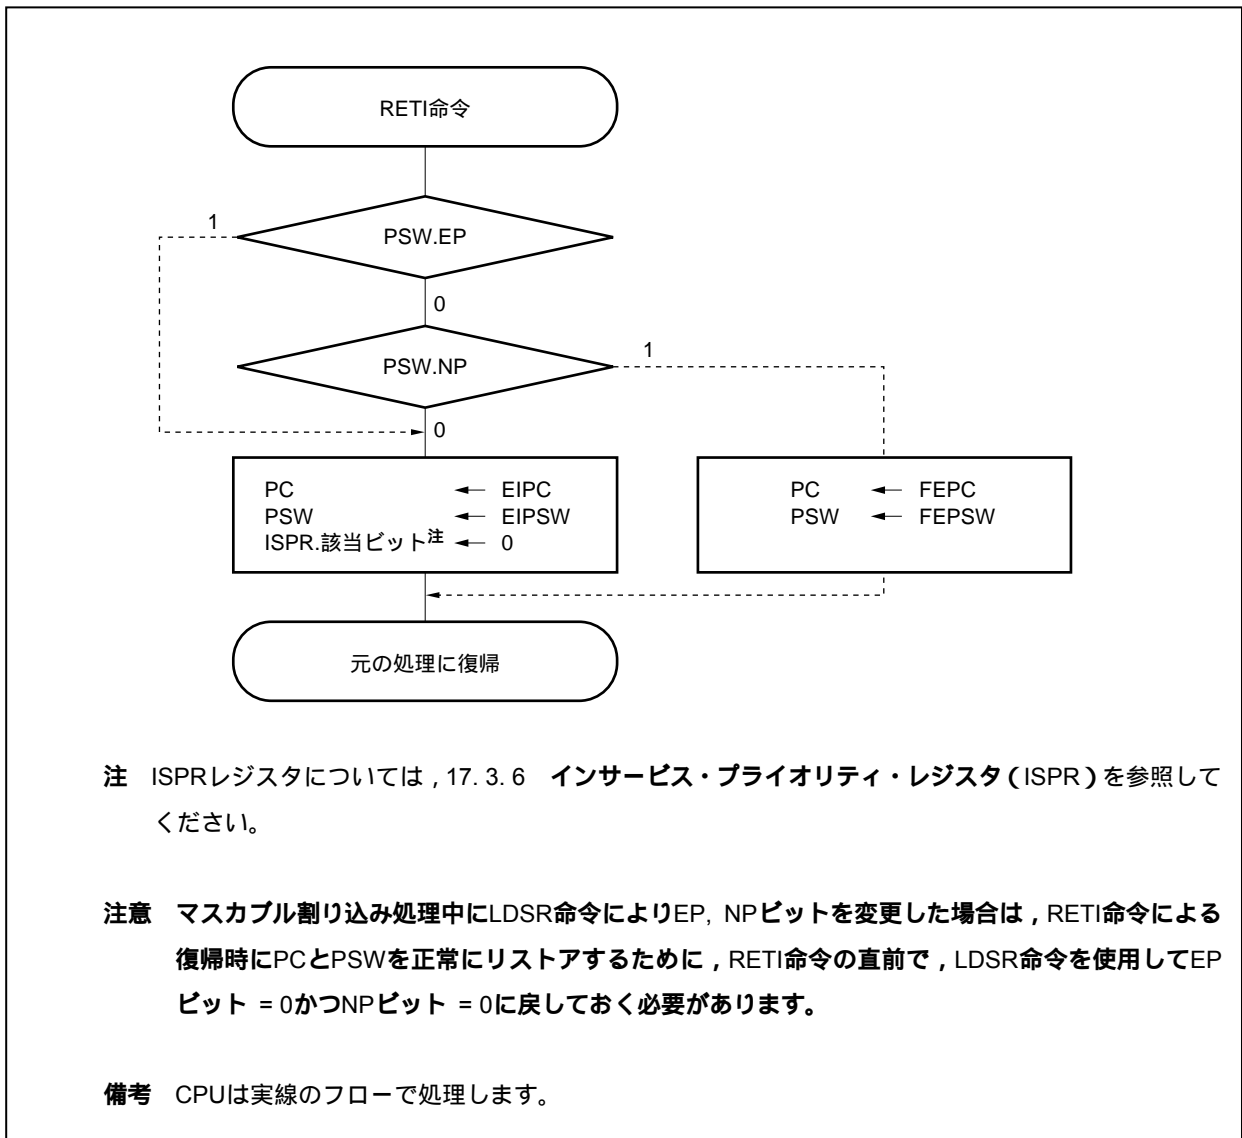 RETI命令
1
PSW.EP
0
PSW.NP
1
0
PC ← EIPC
PSW ← EIPSW
ISPR.該当ビット注 ← 0
PC ← FEPC
PSW ← FEPSW
元の処理に復帰
注 ISPRレジスタについては，17. 3. 6 インサービス・プライオリティ・レジスタ（ISPR）を参照して
ください。
注意 マスカブル割り込み処理中にLDSR命令によりEP, NPビットを変更した場合は，RETI命令による
復帰時にPCとPSWを正常にリストアするために，RETI命令の直前で，LDSR命令を使用してEP
ビット = 0かつNPビット = 0に戻しておく必要があります。
備考 CPUは実線のフローで処理します。